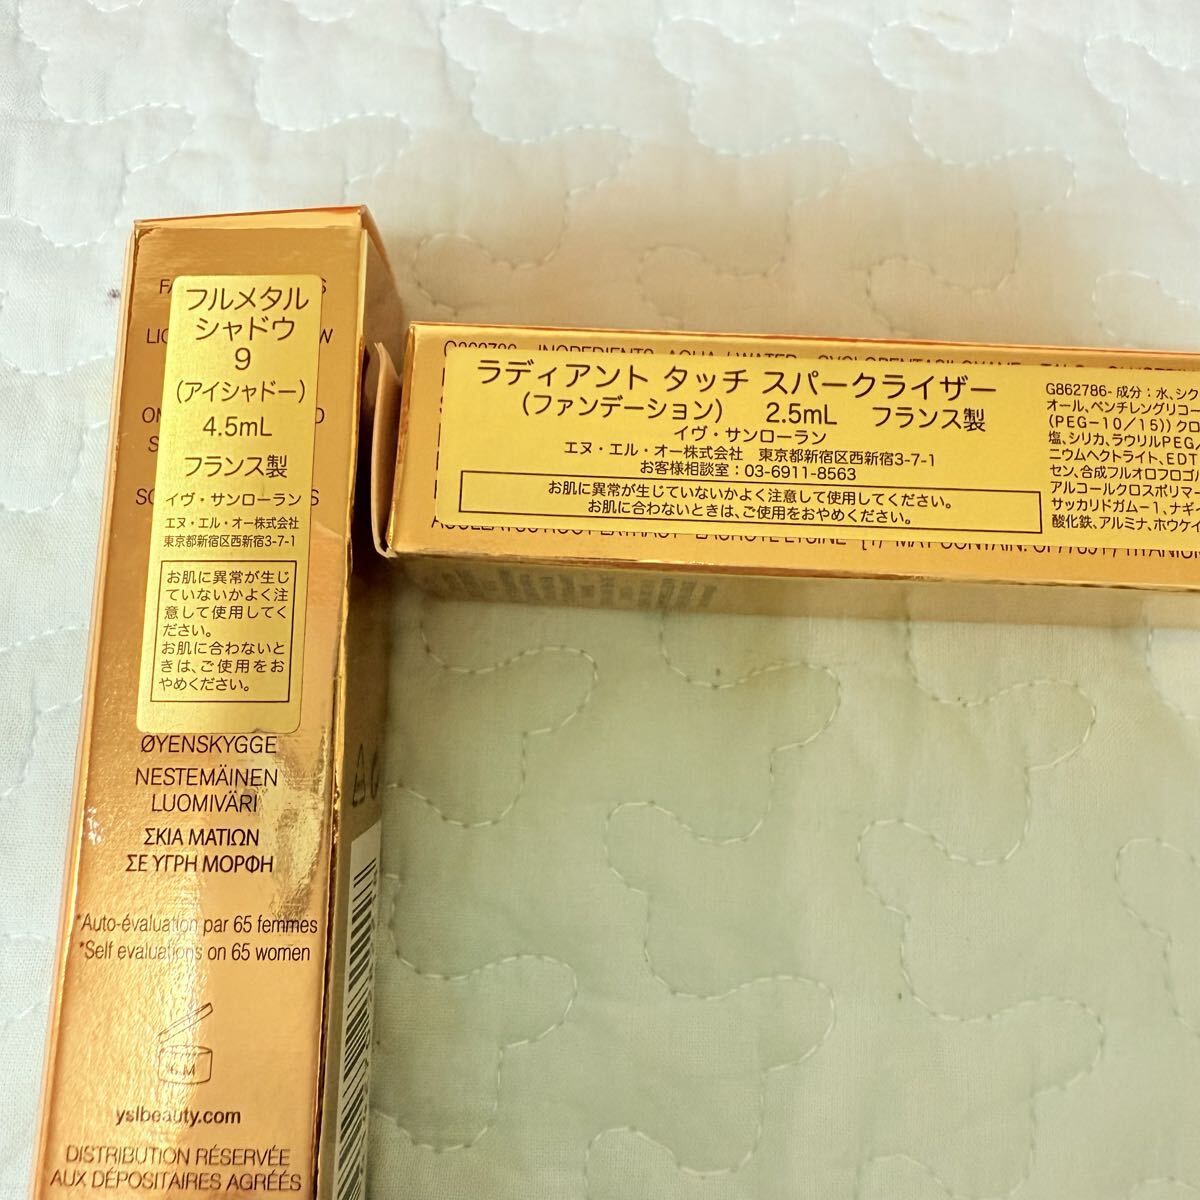 フルメタル
シャドウ
9
（アイシャドー）
4.5mL
フランス製
イヴ・サンローラン
エヌ・エル・オー株式会社
東京都新宿区西新宿3-7-1
お肌に異常が生じ
ていないかよく注
意して使用してく
ださい。
お肌に合わないと
きは、ご使用をお
やめください。
ØYENSKYGGE
NESTEMÄINEN
LUOMIVÄRI
ΣΚΙΑ ΜΑΤΙΩΝ
ΣΕ ΥΓΡΗ ΜΟΡΦΗ
*Auto-évaluation par 65 femmes
*Self evaluations on 65 women
6 M
yslbeauty.com
DISTRIBUTION RÉSERVÉE
AUX DÉPOSITAIRES AGRÉÉS
ラディアント タッチ スパークライザー
（ファンデーション） 2.5mL フランス製
イヴ・サンローラン
エヌ・エル・オー株式会社 東京都新宿区西新宿3-7-1
お客様相談室：03-6911-8563
お肌に異常が生じていないかよく注意して使用してください。
お肌に合わないときは、ご使用をおやめください。
G862786-成分：水、シク
オール、ペンチレングリコー
(PEG-10/15)) クロ
塩、シリカ、ラウリルPEG/
ニウムヘクトライト、EDT
セン、合成フルオロフロゴ
アルコールクロスポリマー
サッカリドガム-1、ナギイ
酸化鉄、アルミナ、ホウケイ
MAY CONTAIN: